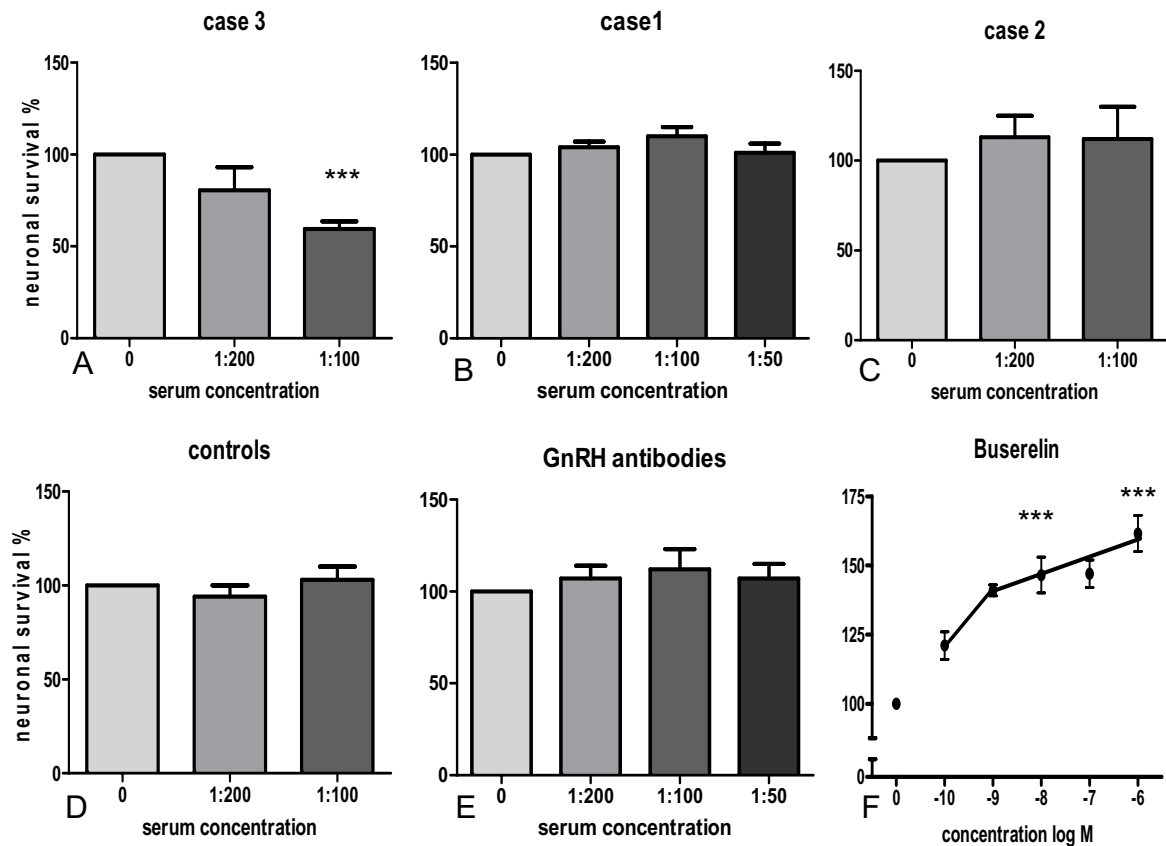 case 3
neuronal survival %
150
100
50
0
***
0 1:200 1:100
A
serum concentration
case1
150
100
50
0
0 1:200 1:100 1:50
B
serum concentration
case 2
150
100
50
0
0 1:200 1:100
C
serum concentration
controls
neuronal survival %
150
100
50
0
0 1:200 1:100
D
serum concentration
GnRH antibodies
150
100
50
0
0 1:200 1:100 1:50
E
serum concentration
Buserelin
175
150
125
100
0
***
***
0 -10 -9 -8 -7 -6
F
concentration log M